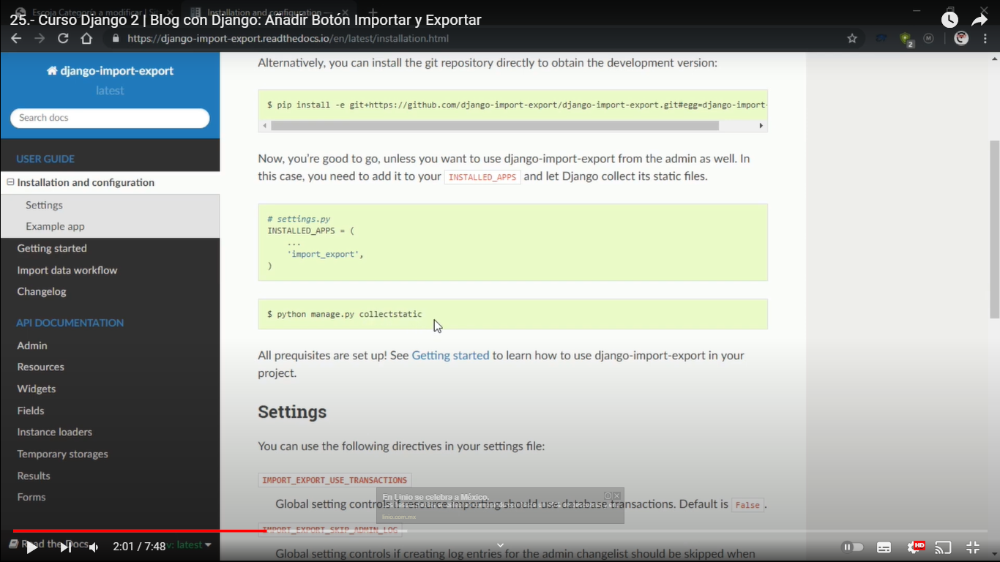 Escoja Categoría a modificar | Si
Installation and configuration —
25.- Curso Django 2 | Blog con Django: Añadir Botón Importar y Exportar
https://django-import-export.readthedocs.io/en/latest/installation.html
2
M
django-import-export
latest
Search docs
USER GUIDE
Installation and configuration
Settings
Example app
Getting started
Import data workflow
Changelog
API DOCUMENTATION
Admin
Resources
Widgets
Fields
Instance loaders
Temporary storages
Results
Forms
Read the Docs
v: latest
Alternatively, you can install the git repository directly to obtain the development version:
$ pip install -e git+https://github.com/django-import-export/django-import-export.git#egg=django-import-
Now, you're good to go, unless you want to use django-import-export from the admin as well. In
this case, you need to add it to your INSTALLED_APPS and let Django collect its static files.
# settings.py
INSTALLED_APPS = (
...
'import_export',
)
$ python manage.py collectstatic
All prequisites are set up! See Getting started to learn how to use django-import-export in your
project.
Settings
You can use the following directives in your settings file:
IMPORT_EXPORT_USE_TRANSACTIONS
En Linio se celebra a México.
Global setting controls if resource importing should use database transactions. Default is False .
linio.com.mx
IMPORT_EXPORT_SKIP_ADMIN_LOG
Global setting controls if creating log entries for the admin changelist should be skipped when
2:01 / 7:48
HD